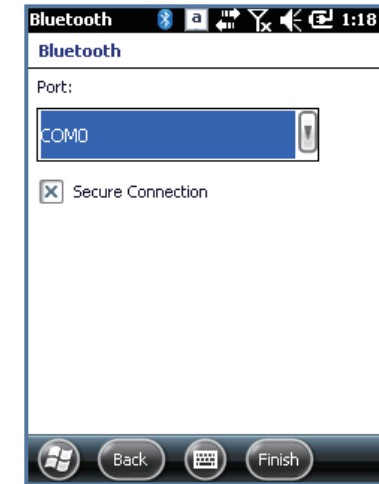 Bluetooth a 1:18
Bluetooth
Port:
COM0
Secure Connection
Back Finish